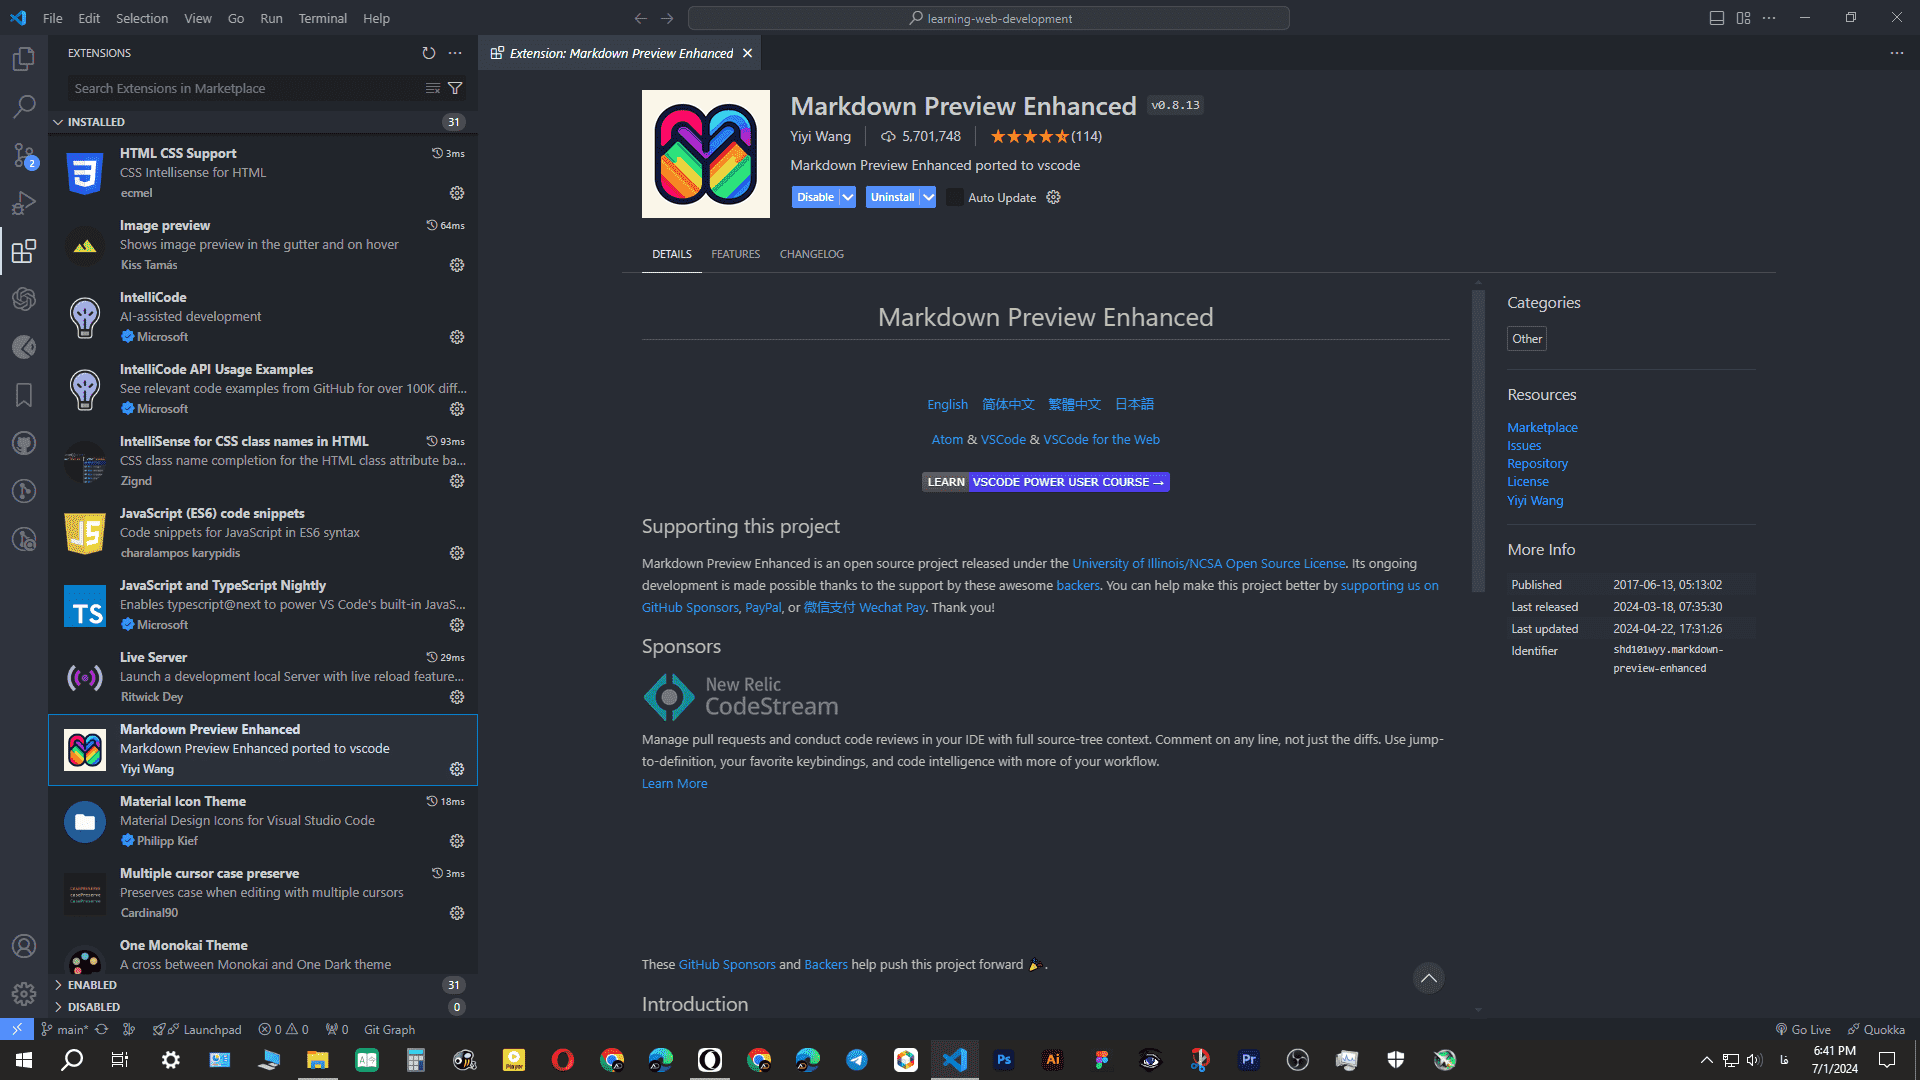 File Edit Selection View Go Run Terminal Help
learning-web-development
EXTENSIONS
Search Extensions in Marketplace
INSTALLED 31
HTML CSS Support 3ms
CSS Intellisense for HTML
ecmel
Image preview 64ms
Shows image preview in the gutter and on hover
Kiss Tamás
IntelliCode
AI-assisted development
Microsoft
IntelliCode API Usage Examples
See relevant code examples from GitHub for over 100K diff...
Microsoft
IntelliSense for CSS class names in HTML 93ms
CSS class name completion for the HTML class attribute ba...
Zignd
JavaScript (ES6) code snippets
Code snippets for JavaScript in ES6 syntax
charalampos karypidis
JavaScript and TypeScript Nightly
Enables typescript@next to power VS Code's built-in JavaS...
Microsoft
Live Server 29ms
Launch a development local Server with live reload feature...
Ritwick Dey
Markdown Preview Enhanced
Markdown Preview Enhanced ported to vscode
Yiyi Wang
Material Icon Theme 18ms
Material Design Icons for Visual Studio Code
Philipp Kief
Multiple cursor case preserve 3ms
Preserves case when editing with multiple cursors
Cardinal90
One Monokai Theme
A cross between Monokai and One Dark theme
ENABLED 31
DISABLED 0
2
JS
TS
Extension: Markdown Preview Enhanced
Markdown Preview Enhanced v0.8.13
Yiyi Wang 5,701,748 (114)
Markdown Preview Enhanced ported to vscode
Disable Uninstall Auto Update
DETAILS FEATURES CHANGELOG
Markdown Preview Enhanced
English 简体中文 繁體中文 日本語
Atom & VSCode & VSCode for the Web
LEARN VSCODE POWER USER COURSE →
Supporting this project
Markdown Preview Enhanced is an open source project released under the University of Illinois/NCSA Open Source License. Its ongoing
development is made possible thanks to the support by these awesome backers. You can help make this project better by supporting us on
GitHub Sponsors, PayPal, or 微信支付 Wechat Pay. Thank you!
Sponsors
New Relic
CodeStream
Manage pull requests and conduct code reviews in your IDE with full source-tree context. Comment on any line, not just the diffs. Use jump-
to-definition, your favorite keybindings, and code intelligence with more of your workflow.
Learn More
These GitHub Sponsors and Backers help push this project forward 🎉.
Introduction
Categories
Other
Resources
Marketplace
Issues
Repository
License
Yiyi Wang
More Info
Published 2017-06-13, 05:13:02
Last released 2024-03-18, 07:35:30
Last updated 2024-04-22, 17:31:26
Identifier shd101wyy.markdown-
preview-enhanced
main* Launchpad 0 0 0 Git Graph Go Live Quokka
Player Ps Ai Pr فا 6:41 PM
7/1/2024